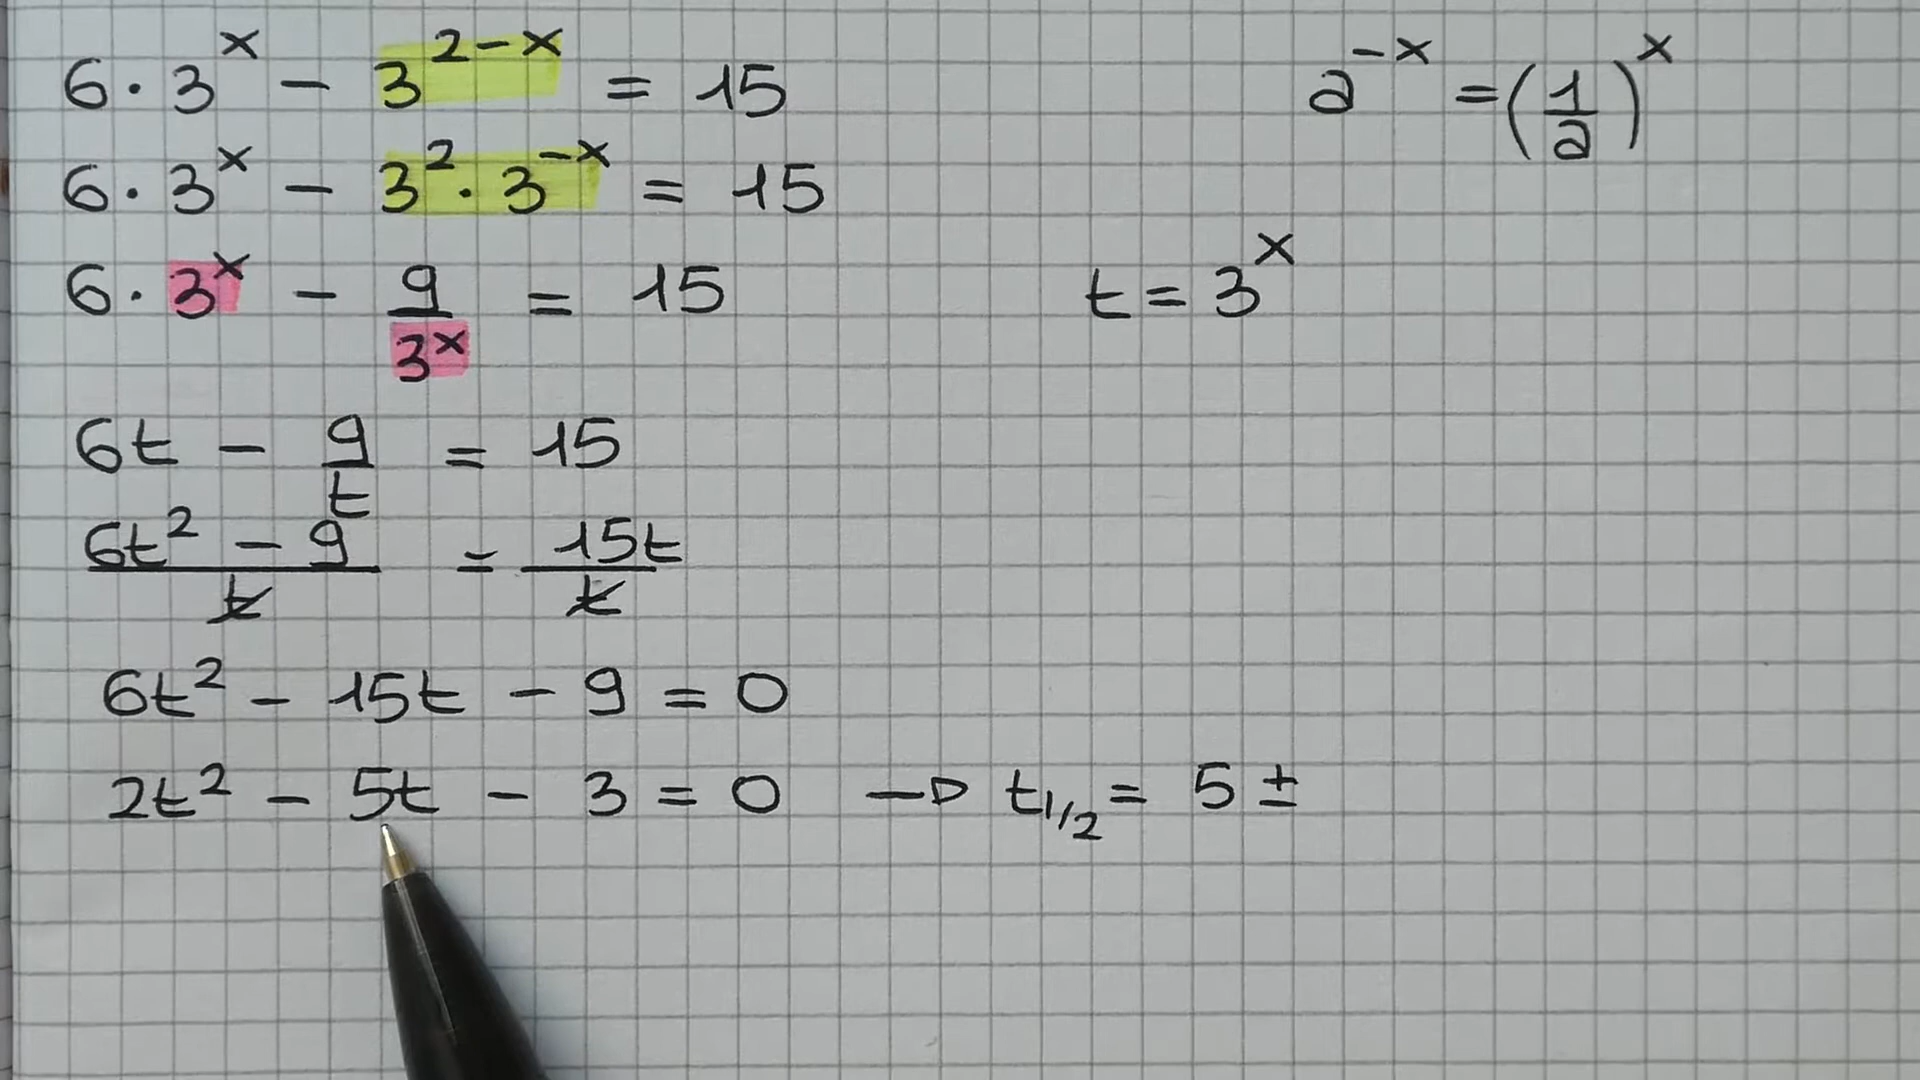 6 · 3^x - 3^(2-x) = 15
a^(-x) = (1/a)^x
6 · 3^x - 3^2 · 3^(-x) = 15
6 · 3^x - 9/3^x = 15
t = 3^x
6t - 9/t = 15
(6t^2 - 9)/t = 15t/t
6t^2 - 15t - 9 = 0
2t^2 - 5t - 3 = 0 → t_1/2 = 5 ±